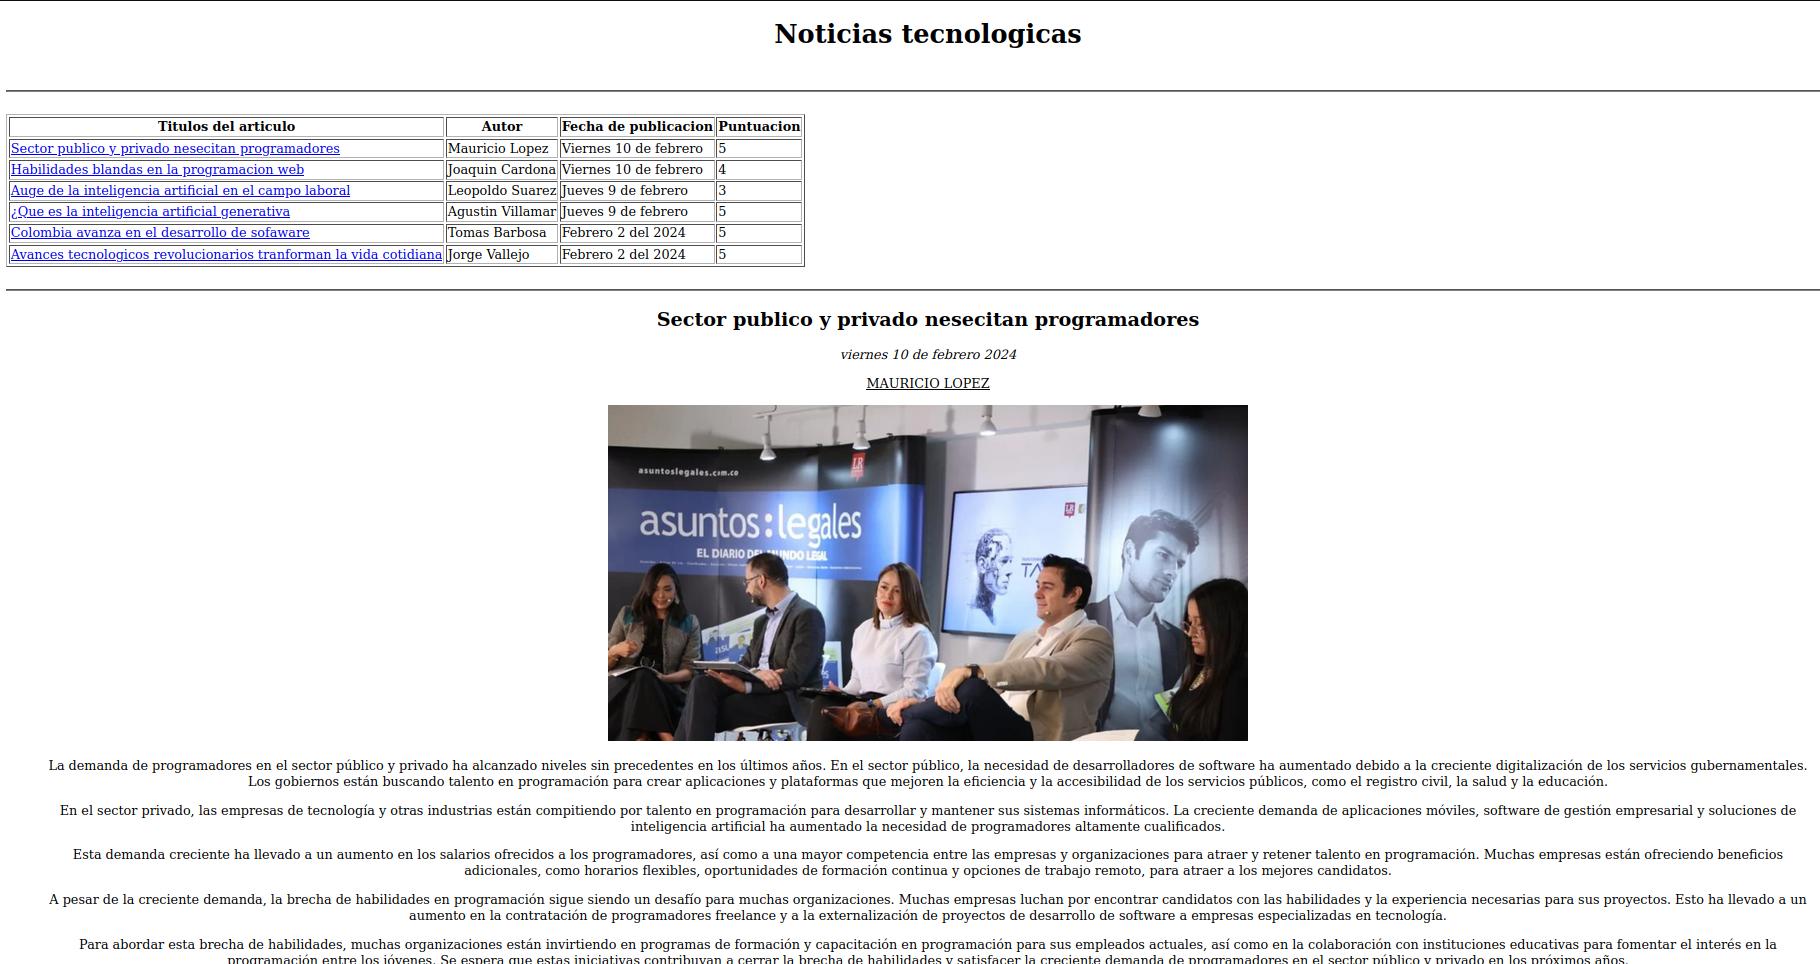 Noticias tecnologicas
Titulos del articulo Autor Fecha de publicacion Puntuacion
Sector publico y privado nesecitan programadores Mauricio Lopez Viernes 10 de febrero 5
Habilidades blandas en la programacion web Joaquin Cardona Viernes 10 de febrero 4
Auge de la inteligencia artificial en el campo laboral Leopoldo Suarez Jueves 9 de febrero 3
¿Que es la inteligencia artificial generativa Agustin Villamar Jueves 9 de febrero 5
Colombia avanza en el desarrollo de sofaware Tomas Barbosa Febrero 2 del 2024 5
Avances tecnologicos revolucionarios tranforman la vida cotidiana Jorge Vallejo Febrero 2 del 2024 5
Sector publico y privado nesecitan programadores
viernes 10 de febrero 2024
MAURICIO LOPEZ
asuntoslegales.com.co
LR
asuntos:legales
EL DIARIO DEL MUNDO LEGAL
LR
TA
La demanda de programadores en el sector público y privado ha alcanzado niveles sin precedentes en los últimos años. En el sector público, la necesidad de desarrolladores de software ha aumentado debido a la creciente digitalización de los servicios gubernamentales.
Los gobiernos están buscando talento en programación para crear aplicaciones y plataformas que mejoren la eficiencia y la accesibilidad de los servicios públicos, como el registro civil, la salud y la educación.
En el sector privado, las empresas de tecnología y otras industrias están compitiendo por talento en programación para desarrollar y mantener sus sistemas informáticos. La creciente demanda de aplicaciones móviles, software de gestión empresarial y soluciones de
inteligencia artificial ha aumentado la necesidad de programadores altamente cualificados.
Esta demanda creciente ha llevado a un aumento en los salarios ofrecidos a los programadores, así como a una mayor competencia entre las empresas y organizaciones para atraer y retener talento en programación. Muchas empresas están ofreciendo beneficios
adicionales, como horarios flexibles, oportunidades de formación continua y opciones de trabajo remoto, para atraer a los mejores candidatos.
A pesar de la creciente demanda, la brecha de habilidades en programación sigue siendo un desafío para muchas organizaciones. Muchas empresas luchan por encontrar candidatos con las habilidades y la experiencia necesarias para sus proyectos. Esto ha llevado a un
aumento en la contratación de programadores freelance y a la externalización de proyectos de desarrollo de software a empresas especializadas en tecnología.
Para abordar esta brecha de habilidades, muchas organizaciones están invirtiendo en programas de formación y capacitación en programación para sus empleados actuales, así como en la colaboración con instituciones educativas para fomentar el interés en la
programación entre los jóvenes. Se espera que estas iniciativas contribuyan a cerrar la brecha de habilidades y satisfacer la creciente demanda de programadores en el sector público y privado en los próximos años.